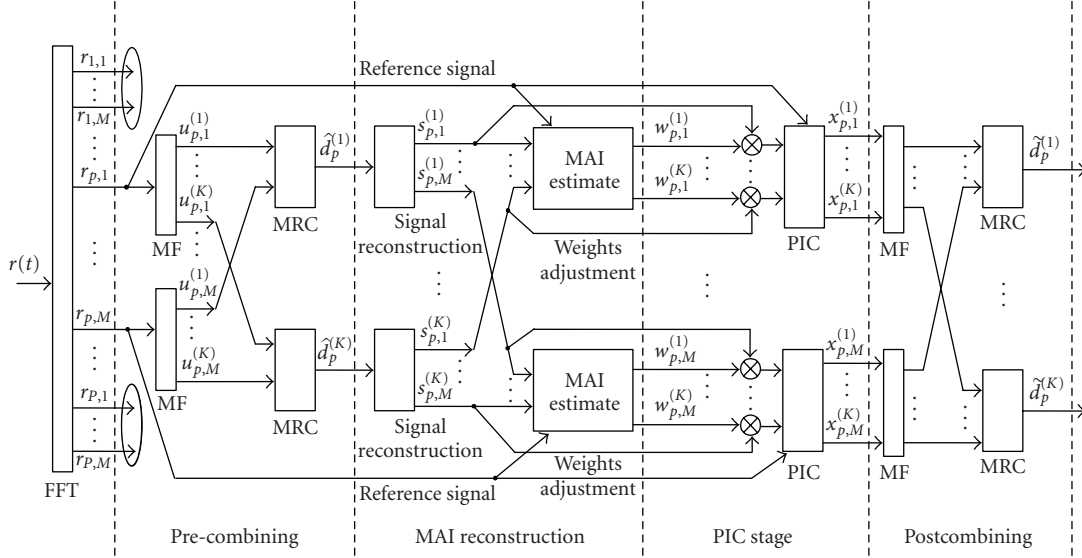 Reference signal
r_{1,1}
r_{1,M}
r_{p,1}
r(t)
r_{p,M}
r_{P,1}
r_{P,M}
FFT
u_{p,1}^{(1)}
u_{p,1}^{(K)}
MF
u_{p,M}^{(1)}
u_{p,M}^{(K)}
MF
MRC
MRC
\hat{d}_p^{(1)}
\hat{d}_p^{(K)}
Pre-combining
s_{p,1}^{(1)}
s_{p,M}^{(1)}
Signal
reconstruction
s_{p,1}^{(K)}
s_{p,M}^{(K)}
Signal
reconstruction
MAI
estimate
Weights
adjustment
MAI
estimate
Weights
adjustment
Reference signal
MAI reconstruction
w_{p,1}^{(1)}
w_{p,1}^{(K)}
w_{p,M}^{(1)}
w_{p,M}^{(K)}
PIC
PIC
PIC stage
x_{p,1}^{(1)}
x_{p,1}^{(K)}
x_{p,M}^{(1)}
x_{p,M}^{(K)}
MF
MF
MRC
MRC
\tilde{d}_p^{(1)}
\tilde{d}_p^{(K)}
Postcombining